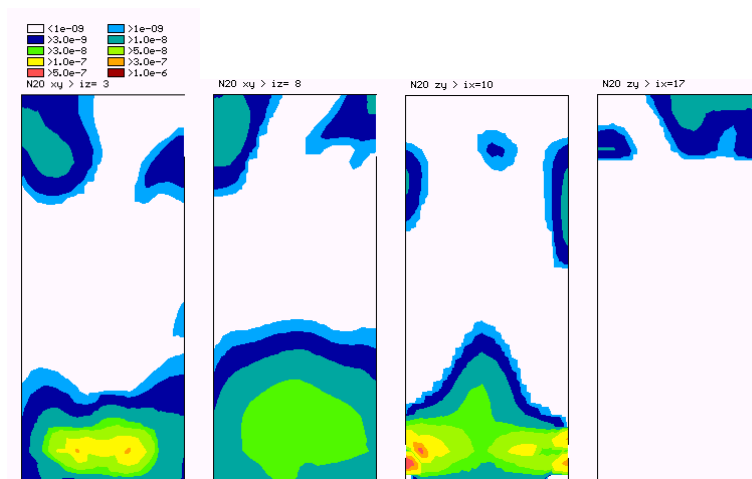 <1e-09 >1e-09
>3.0e-9 >1.0e-8
>3.0e-8 >5.0e-8
>1.0e-7 >3.0e-7
>5.0e-7 >1.0e-6
N20 xy > iz= 3 N20 xy > iz= 8 N20 zy > ix=10 N20 zy > ix=17